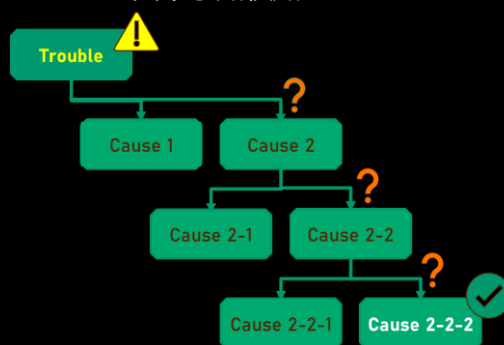 Trouble
?
Cause 1
Cause 2
?
Cause 2-1
Cause 2-2
?
Cause 2-2-1
Cause 2-2-2